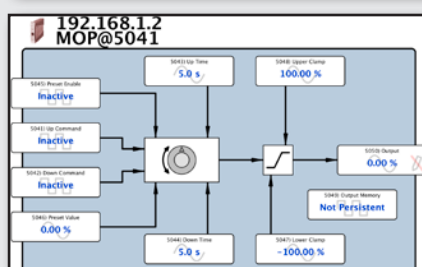 192.168.1.2
MOP@5041
5043) Up Time
5.0 s
5048) Upper Clamp
100.00 %
5045) Preset Enable
Inactive
5041) Up Command
Inactive
5050) Output
0.00 %
5042) Down Command
Inactive
5049) Output Memory
Not Persistent
5046) Preset Value
0.00 %
5044) Down Time
5.0 s
5047) Lower Clamp
-100.00 %